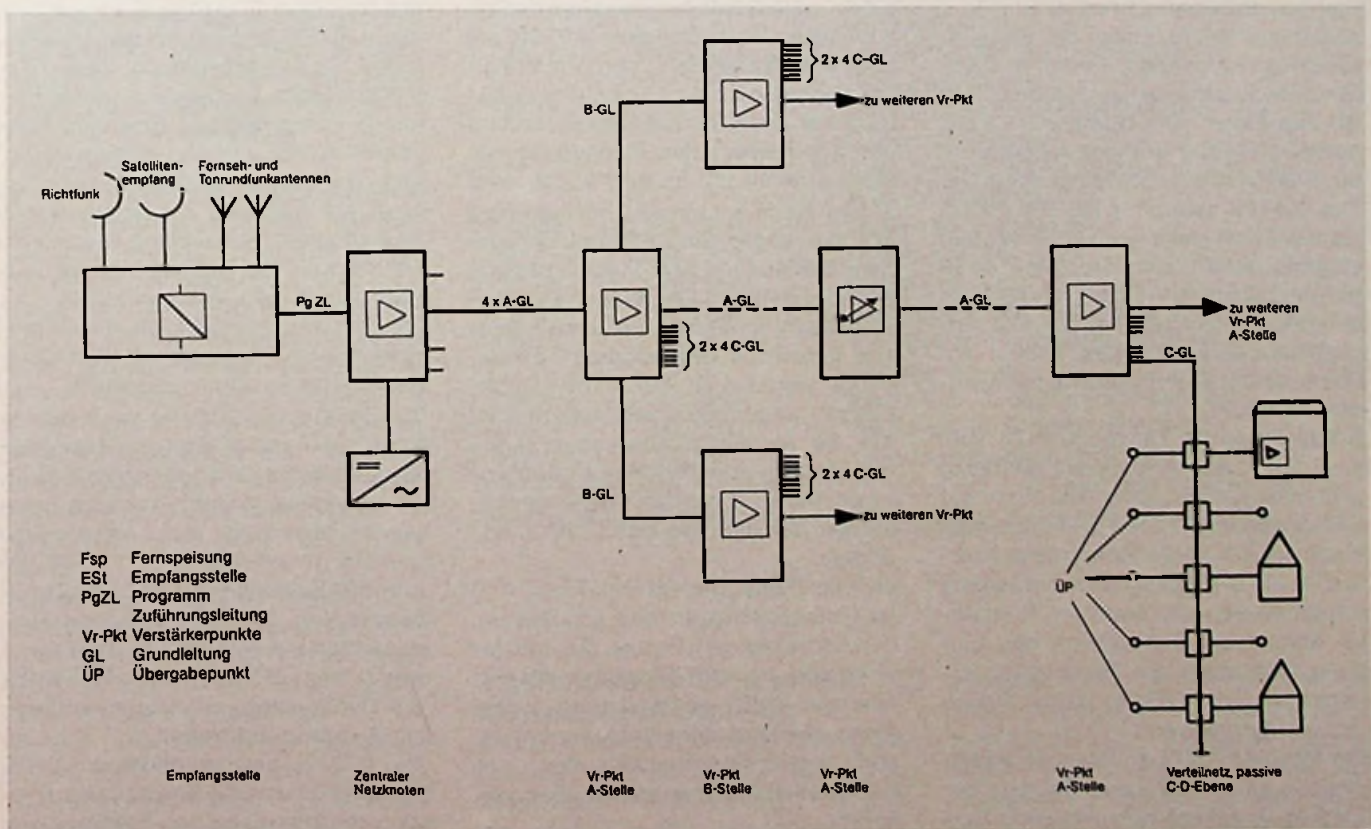 2 x 4 C-GL
B-GL
zu weiteren Vr-Pkt
Richtfunk
Satolliten-
empfang
Fornseh- und
Tonrundfunkantennen
Pg ZL
4 x A-GL
A-GL
A-GL
zu weiteren
Vr-Pkt
A-Stelle
2 x 4 C-GL
C-GL
B-GL
2 x 4 C-GL
zu weiteren Vr-Pkt
ÜP
Fsp Fernspeisung
ESt Empfangsstelle
PgZL Programm
Zuführungsleitung
Vr-Pkt Verstärkerpunkte
GL Grundleitung
ÜP Übergabepunkt
Empfangsstelle
Zentraler
Netzknoten
Vr-Pkt
A-Stelle
Vr-Pkt
B-Stelle
Vr-Pkt
A-Stelle
Vr-Pkt
A-Stelle
Verteilnetz, passive
C-D-Ebene